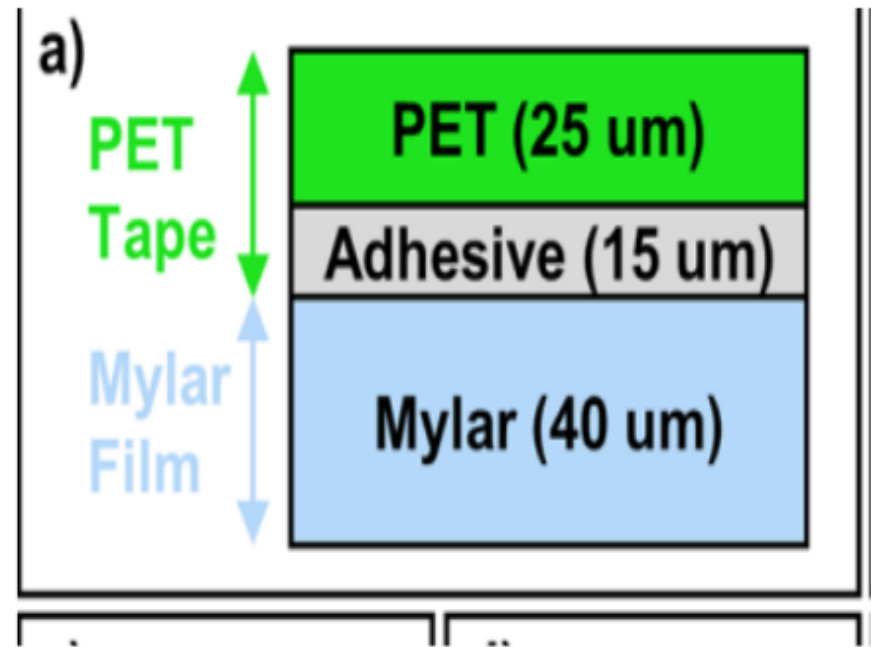 a)
PET
Tape
PET (25 um)
Adhesive (15 um)
Mylar
Film
Mylar (40 um)